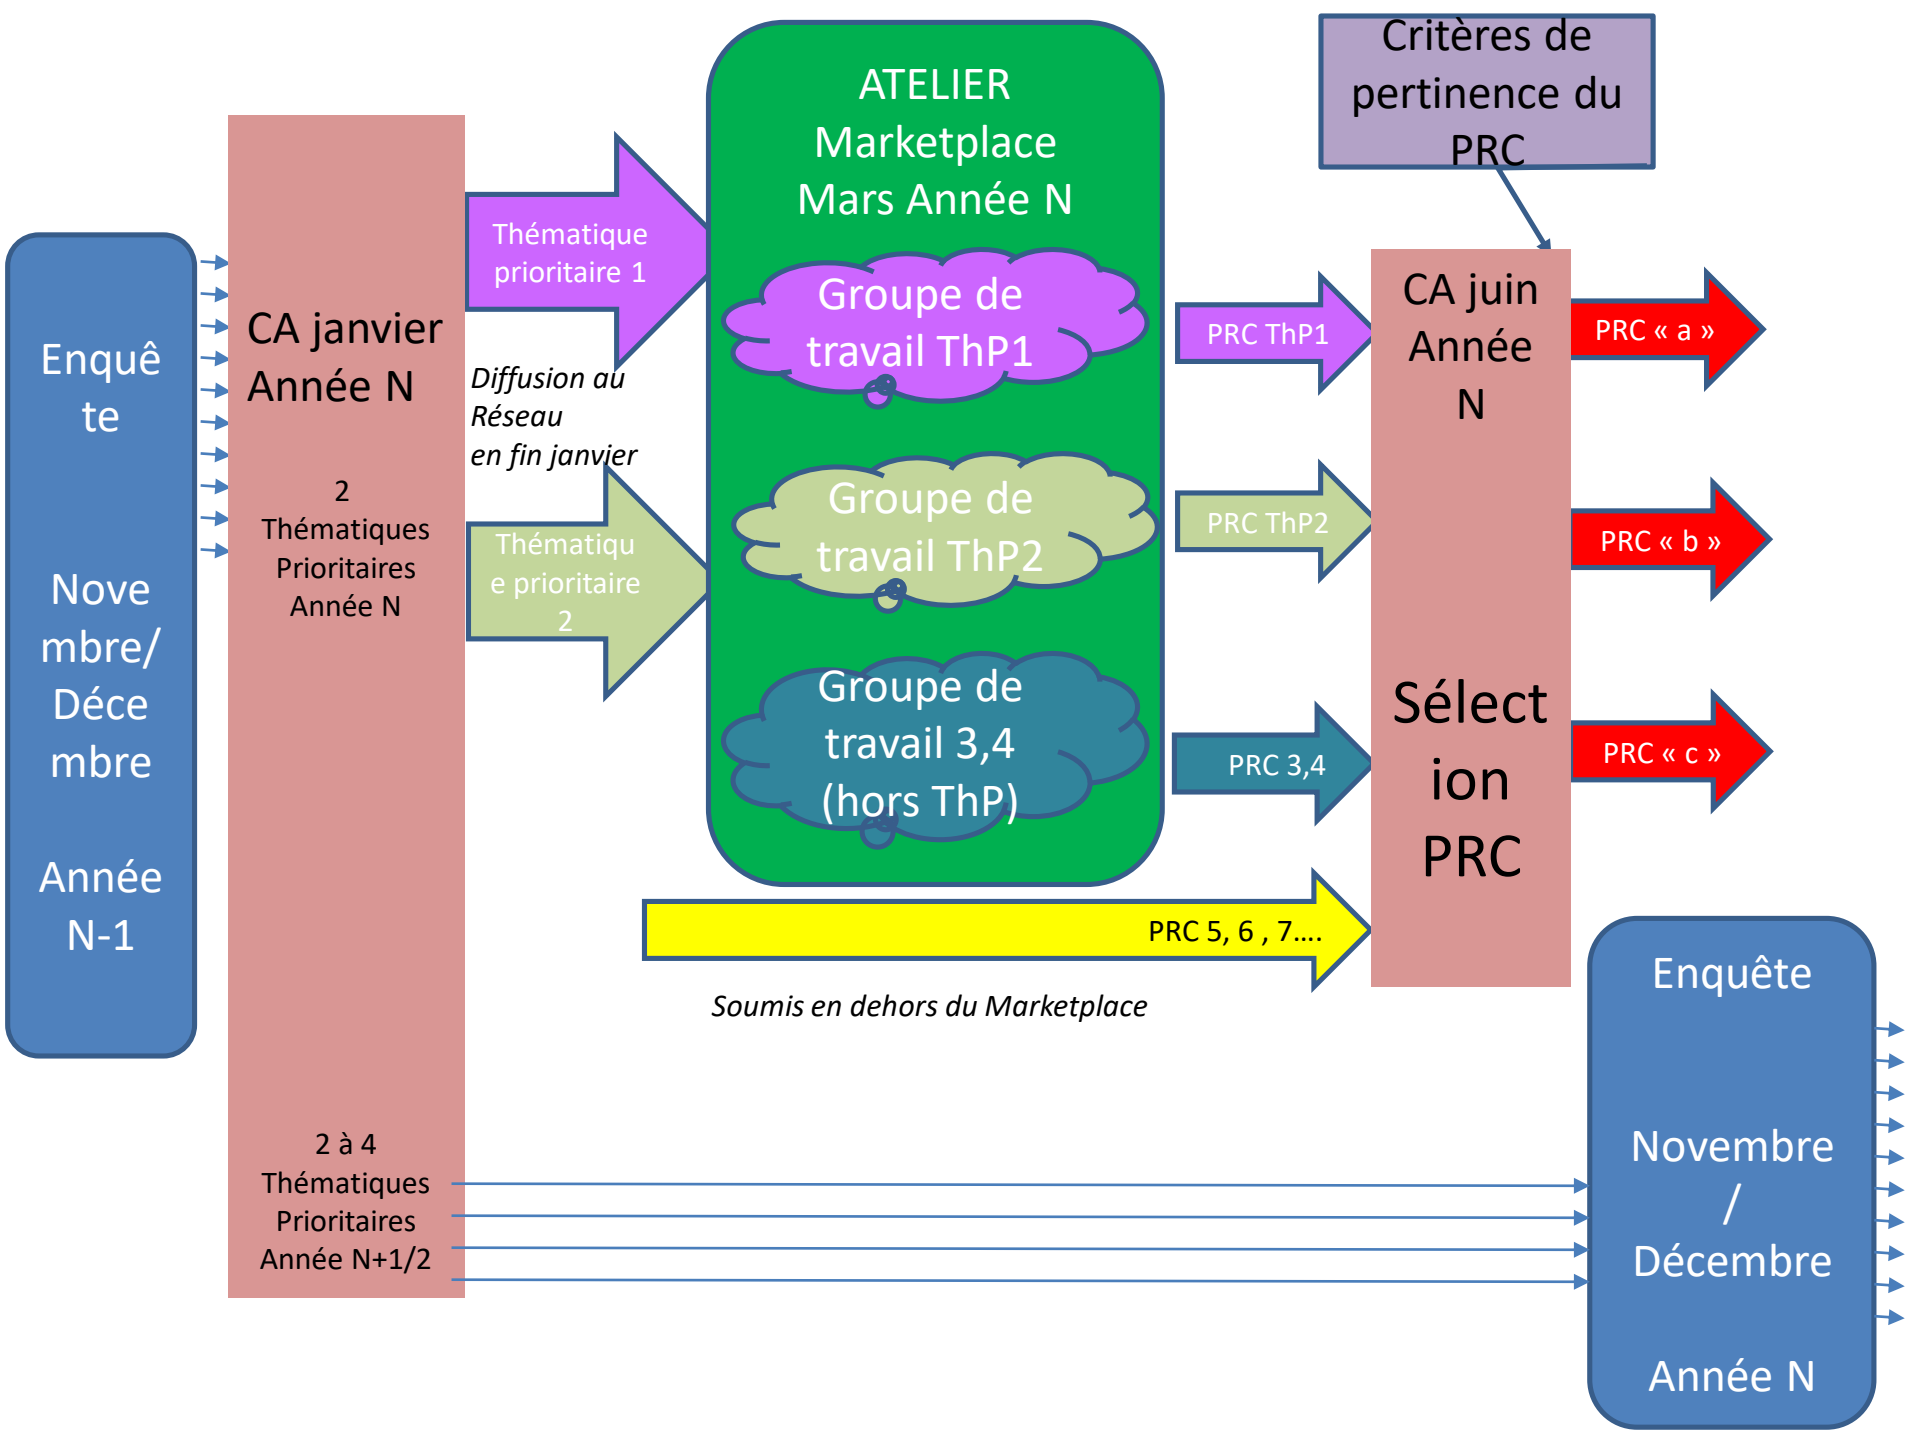 Enquê
te
Nove
mbre/
Déce
mbre
Année
N-1
CA janvier
Année N
2
Thématiques
Prioritaires
Année N
2 à 4
Thématiques
Prioritaires
Année N+1/2
Thématique
prioritaire 1
Diffusion au
Réseau
en fin janvier
Thématiqu
e prioritaire
2
ATELIER
Marketplace
Mars Année N
Groupe de
travail ThP1
Groupe de
travail ThP2
Groupe de
travail 3,4
(hors ThP)
PRC ThP1
PRC ThP2
PRC 3,4
PRC 5, 6 , 7....
Soumis en dehors du Marketplace
Critères de
pertinence du
PRC
CA juin
Année
N
Sélect
ion
PRC
PRC « a »
PRC « b »
PRC « c »
Enquête
Novembre
/
Décembre
Année N